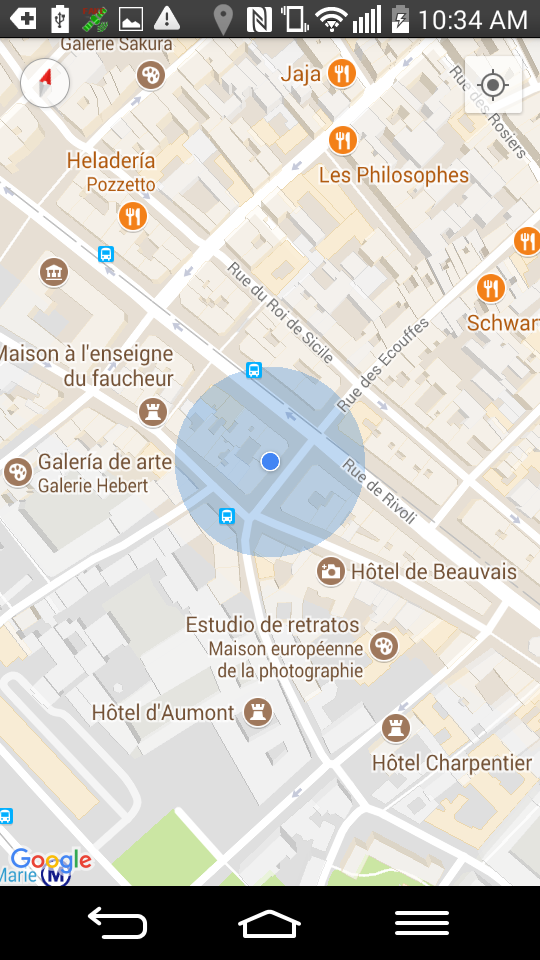 10:34 AM
Galerie Sakura
Jaja
Rue des Rosiers
Heladería
Pozzetto
Les Philosophes
Rue du Roi de Sicile
Schwar
Rue des Ecouffes
Maison à l'enseigne
du faucheur
Galería de arte
Galerie Hebert
Rue de Rivoli
Hôtel de Beauvais
Estudio de retratos
Maison européenne
de la photographie
Hôtel d'Aumont
Hôtel Charpentier
Google
Marie M